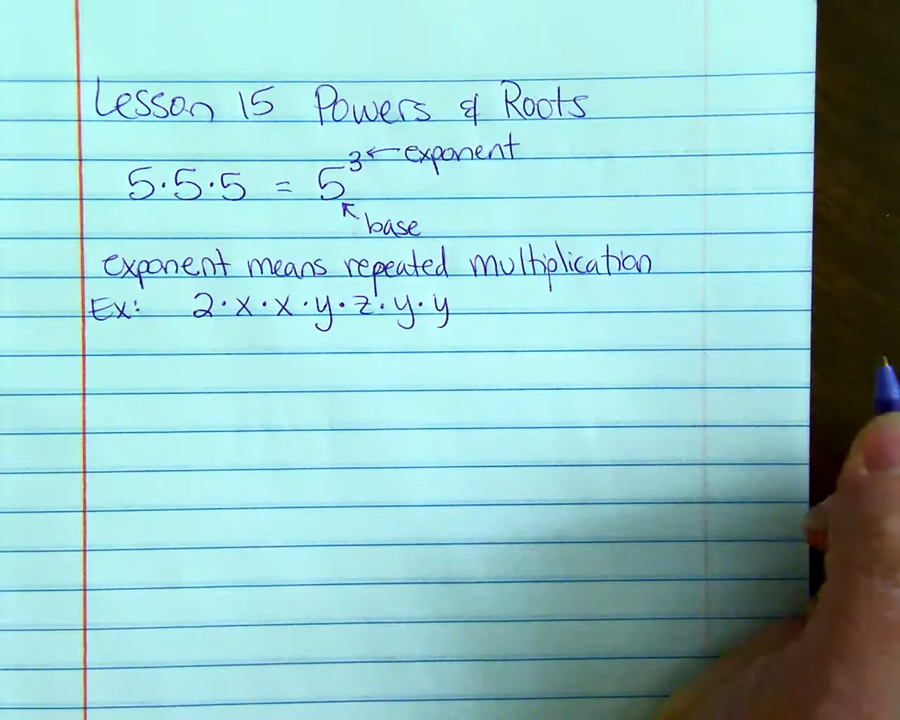 Lesson 15 Powers & Roots
5·5·5 = 5³ ← exponent
↖ base
exponent means repeated multiplication
Ex: 2·x·x·y·z·y·y